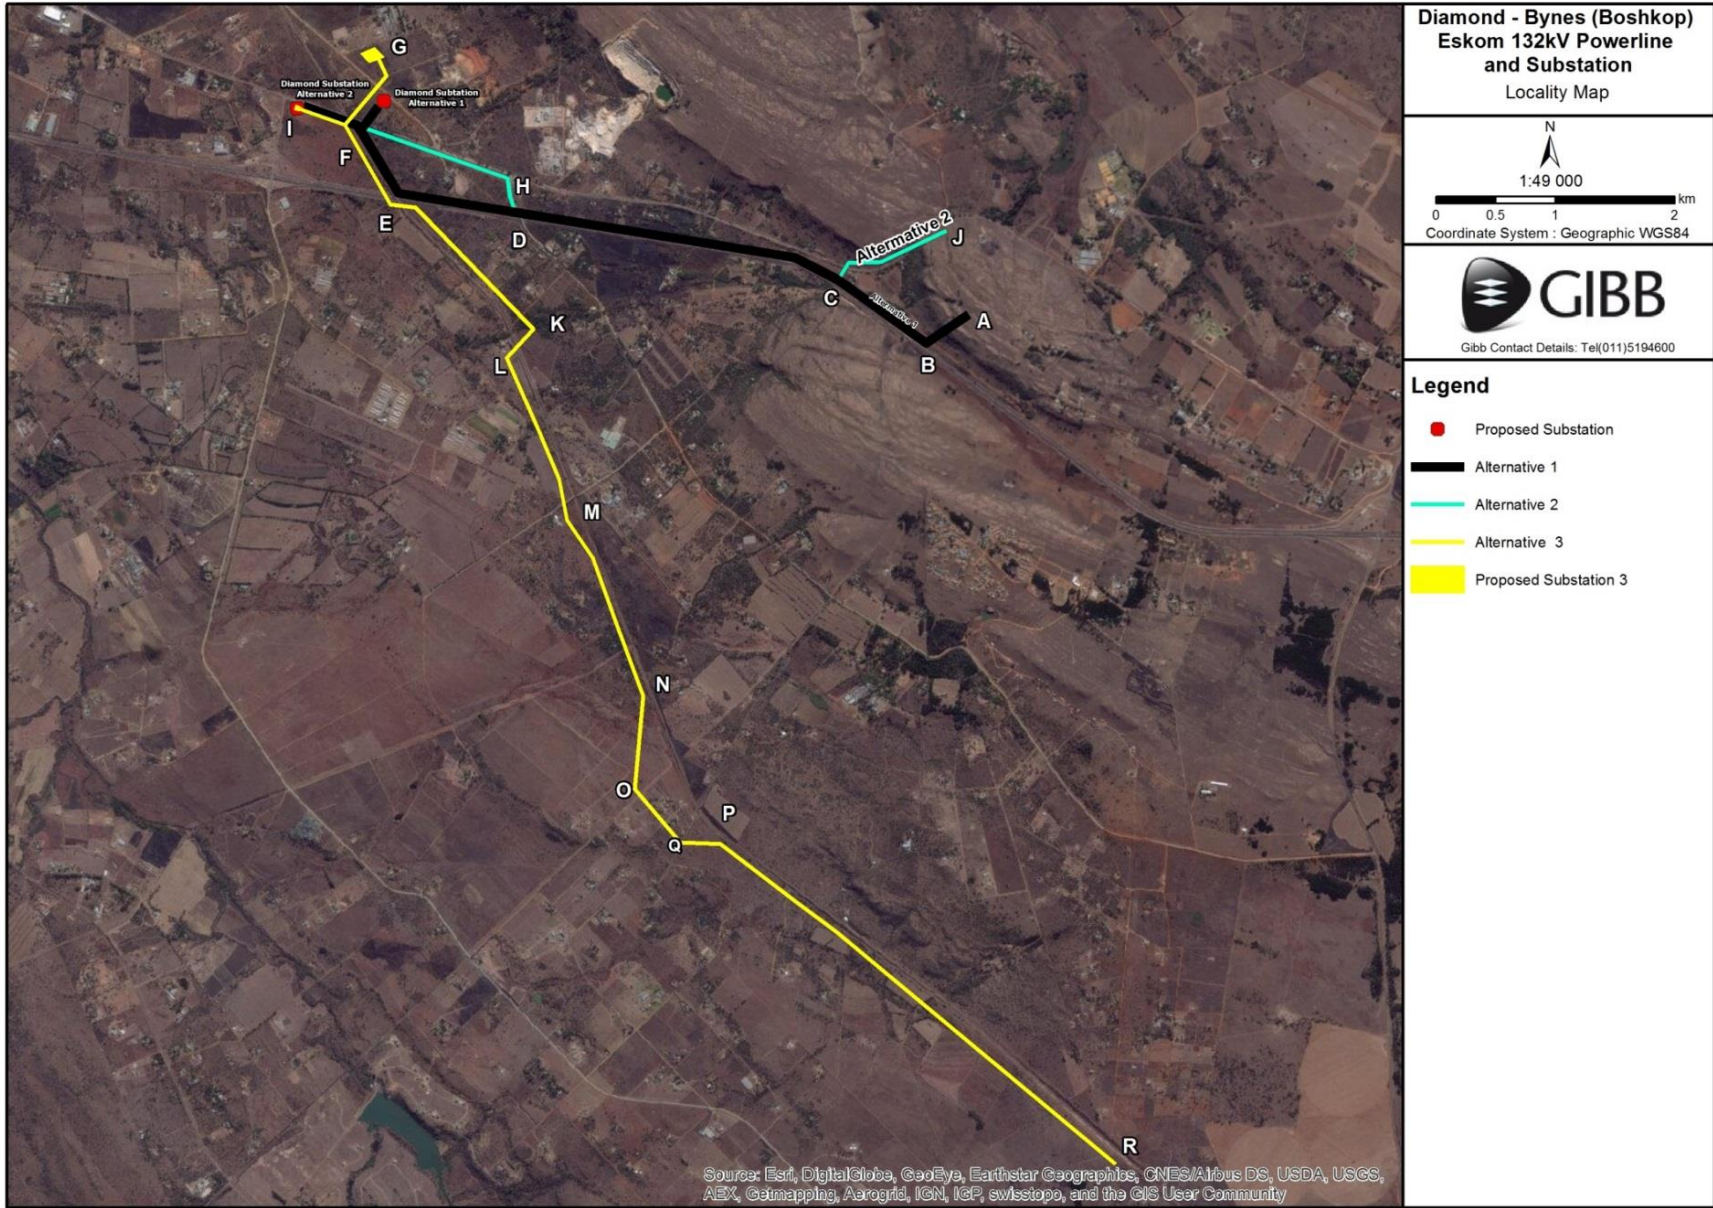 Diamond - Bynes (Boshkop)
Eskom 132kV Powerline
and Substation
Locality Map
N
1:49 000
km
0 0.5 1 2
Coordinate System : Geographic WGS84
GIBB
Gibb Contact Details: Tel(011)5194600
Legend
Proposed Substation
Alternative 1
Alternative 2
Alternative 3
Proposed Substation 3
G
Diamond Substation
Alternative 2
Diamond Subtation
Alternative 1
I
F
H
E
D
Altermative 2
J
C
Alternative 1
A
B
K
L
M
N
O
P
Q
R
Source: Esri, DigitalGlobe, GeoEye, Earthstar Geographics, CNES/Airbus DS, USDA, USGS,
AEX, Getmapping, Aerogrid, IGN, IGP, swisstopo, and the GIS User Community